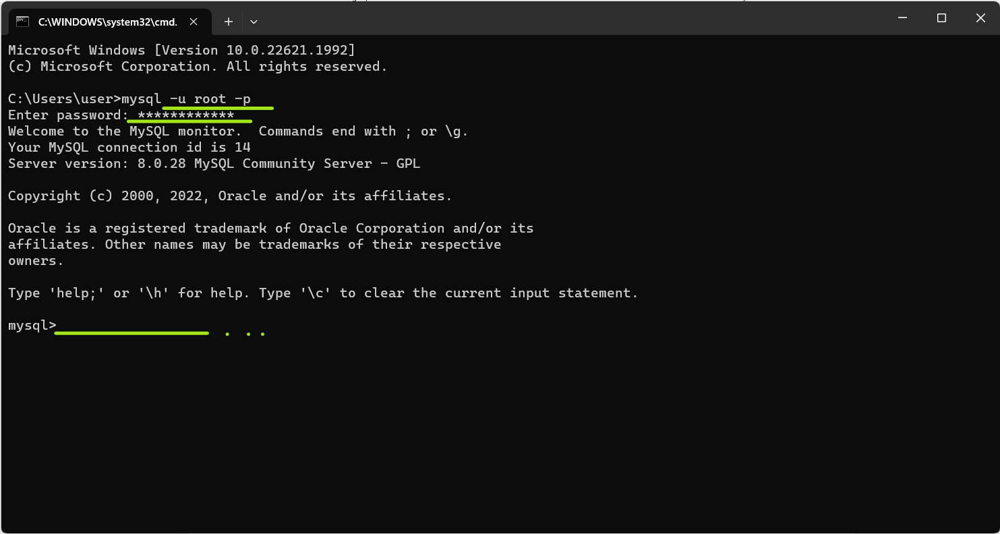 C:\WINDOWS\system32\cmd.
Microsoft Windows [Version 10.0.22621.1992]
(c) Microsoft Corporation. All rights reserved.
C:\Users\user>mysql -u root -p
Enter password: ************
Welcome to the MySQL monitor.  Commands end with ; or \g.
Your MySQL connection id is 14
Server version: 8.0.28 MySQL Community Server - GPL
Copyright (c) 2000, 2022, Oracle and/or its affiliates.
Oracle is a registered trademark of Oracle Corporation and/or its
affiliates. Other names may be trademarks of their respective
owners.
Type 'help;' or '\h' for help. Type '\c' to clear the current input statement.
mysql>